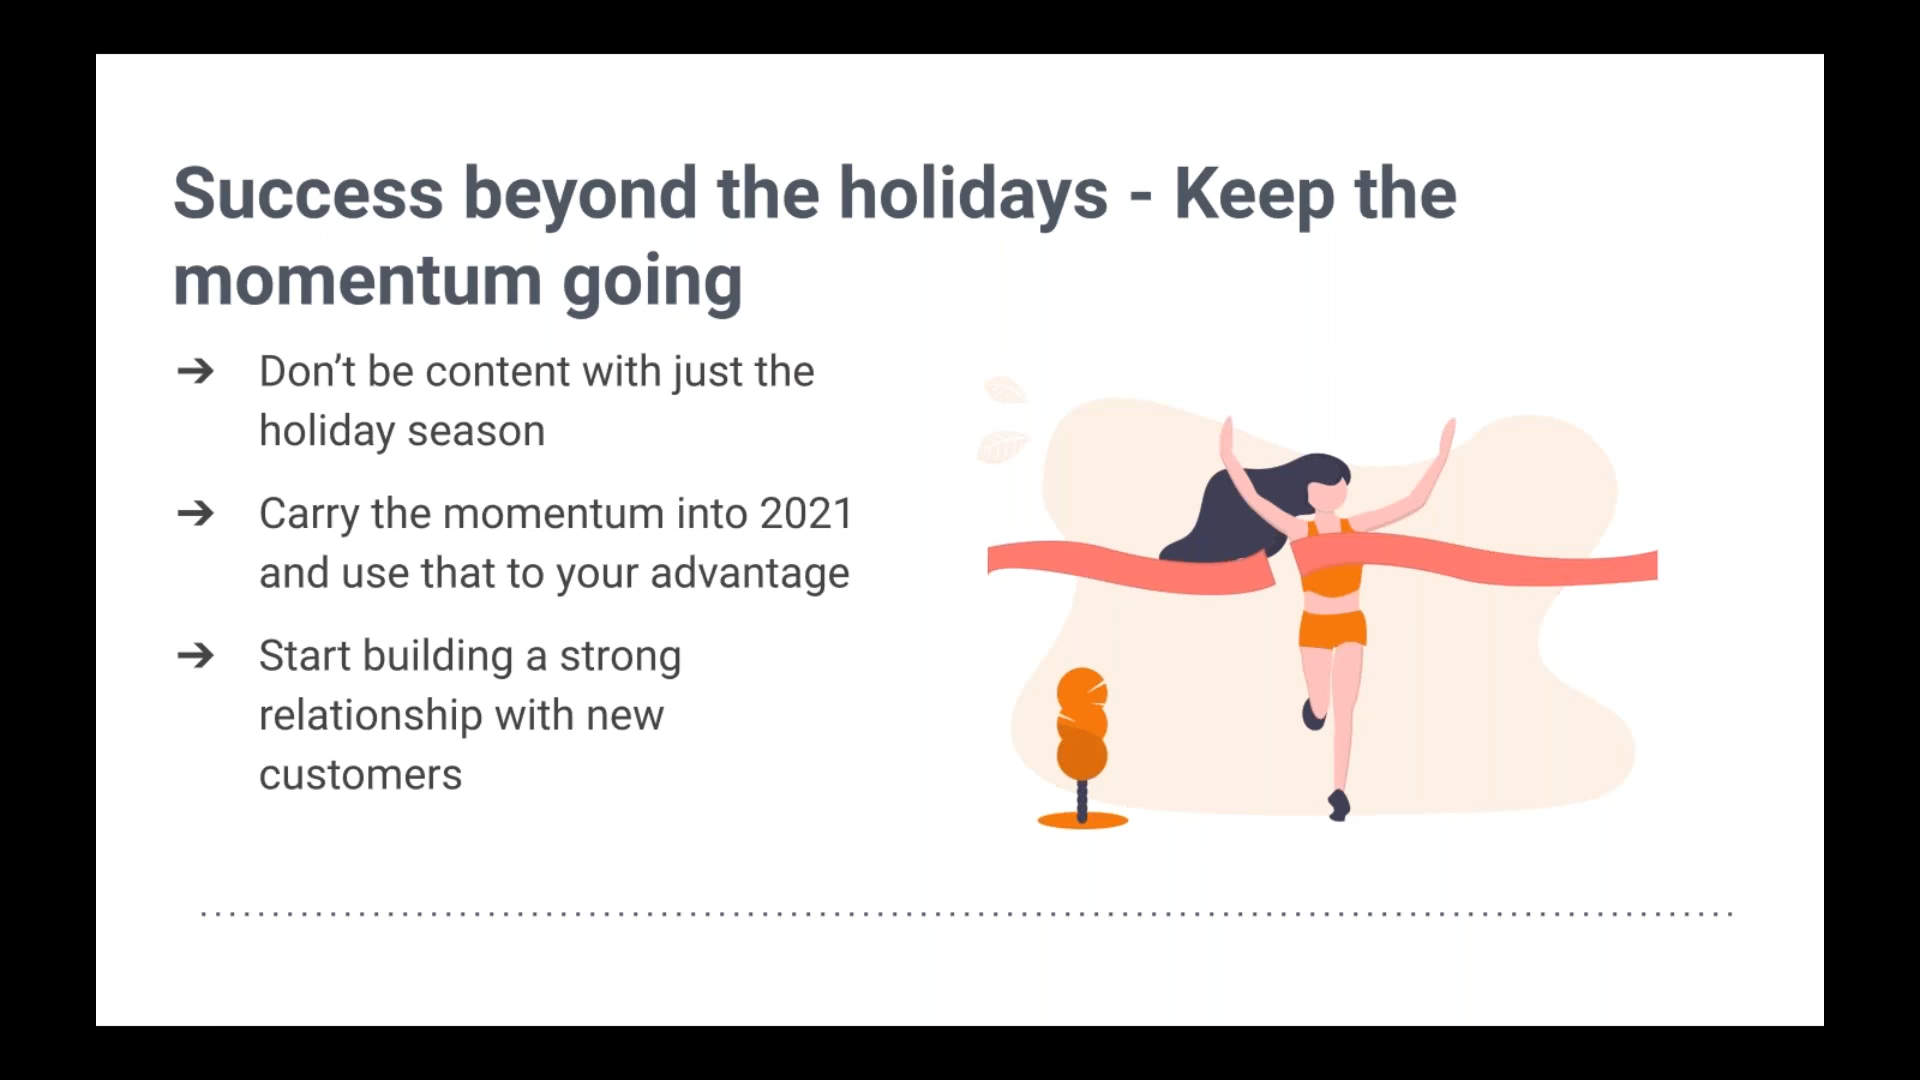 Success beyond the holidays - Keep the
momentum going
➔ Don’t be content with just the
holiday season
➔ Carry the momentum into 2021
and use that to your advantage
➔ Start building a strong
relationship with new
customers